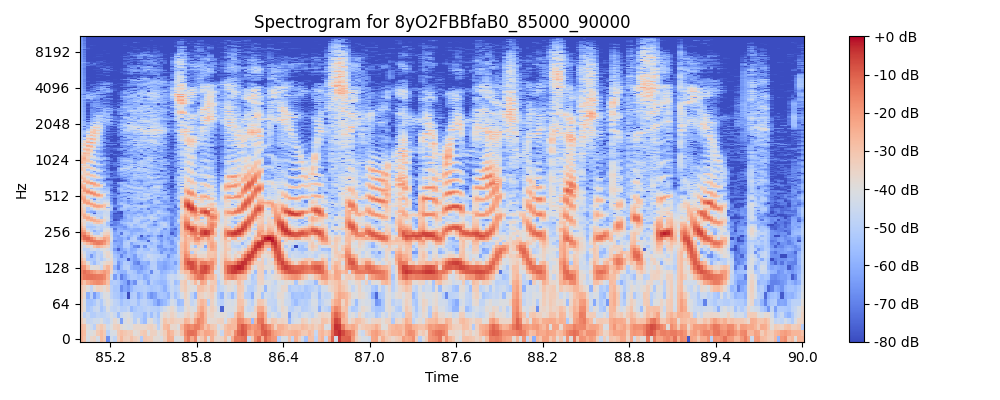 Spectrogram for 8yO2FBBfaB0_85000_90000
8192
4096
2048
1024
512
256
128
64
0
Hz
85.2 85.8 86.4 87.0 87.6 88.2 88.8 89.4 90.0
Time
+0 dB
-10 dB
-20 dB
-30 dB
-40 dB
-50 dB
-60 dB
-70 dB
-80 dB